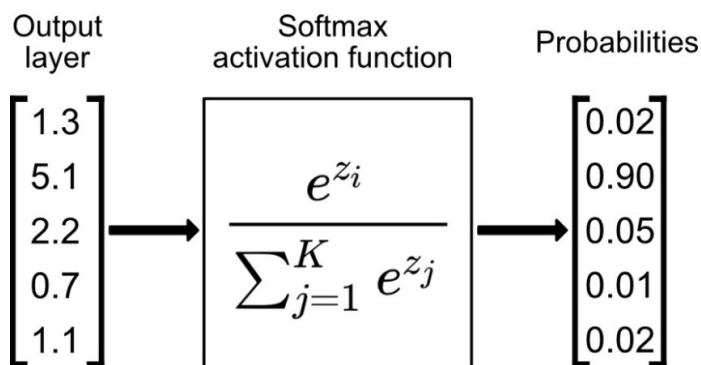 Output
layer
Softmax
activation function
Probabilities
1.3
5.1
2.2
0.7
1.1
e^{z_i}
∑_{j=1}^{K} e^{z_j}
0.02
0.90
0.05
0.01
0.02